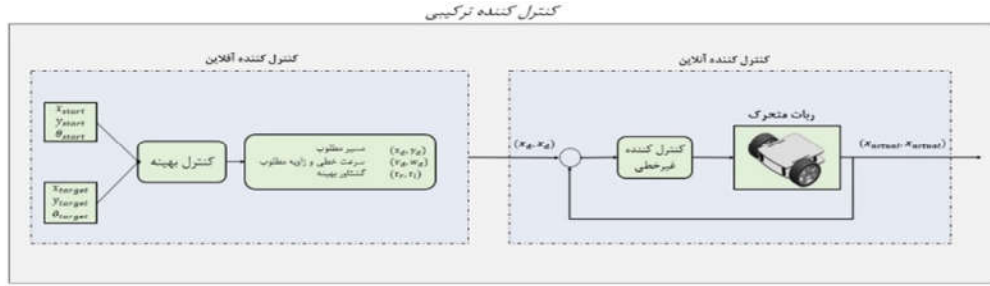 کنترل کننده ترکیبی
کنترل کننده آفلاین
x_start
y_start
θ_start
x_target
y_target
θ_target
کنترل بهینه
مسیر مطلوب (x_d, y_d)
سرعت خطی و زاویه مطلوب (v_d, w_d)
گشتاور بهینه (τ_r, τ_l)
کنترل کننده آنلاین
(x_d, x_d)
کنترل کننده
غیرخطی
ربات متحرک
(x_actual, x_actual)